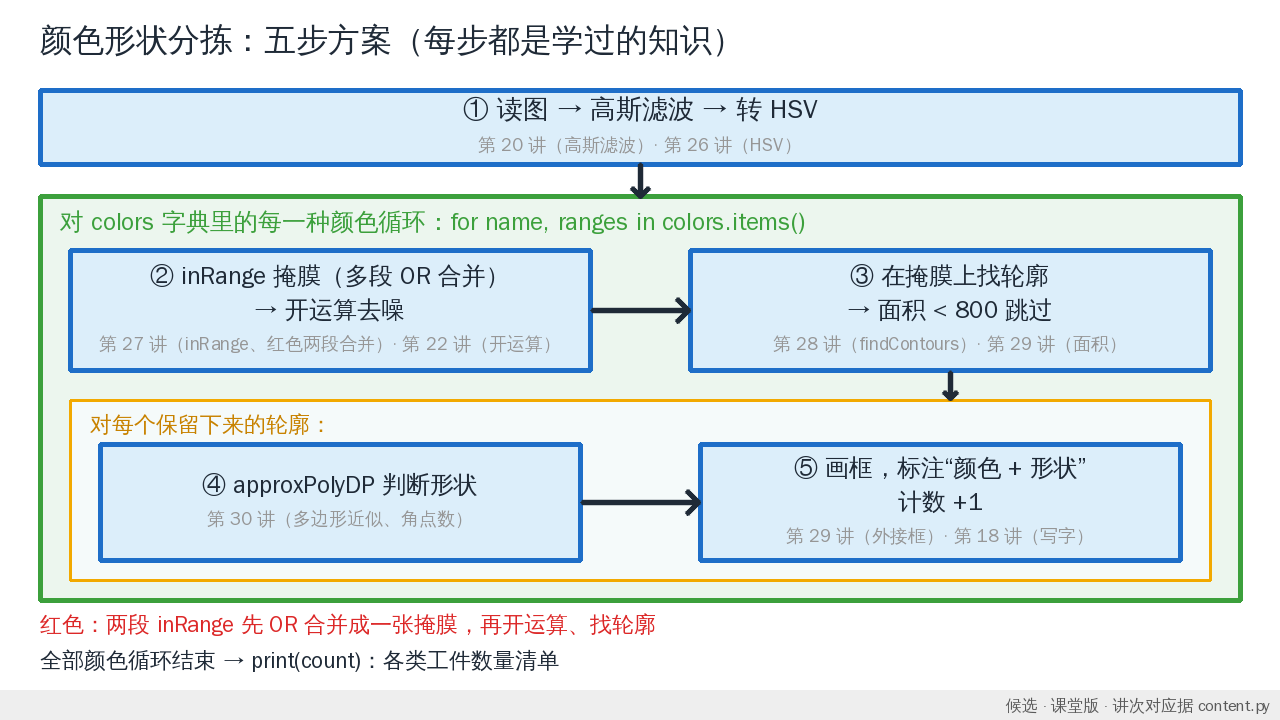 颜色形状分拣：五步方案（每步都是学过的知识）
① 读图 → 高斯滤波 → 转 HSV
第 20 讲（高斯滤波）· 第 26 讲（HSV）
对 colors 字典里的每一种颜色循环：for name, ranges in colors.items()
② inRange 掩膜（多段 OR 合并）
→ 开运算去噪
第 27 讲（inRange、红色两段合并）· 第 22 讲（开运算）
③ 在掩膜上找轮廓
→ 面积 < 800 跳过
第 28 讲（findContours）· 第 29 讲（面积）
对每个保留下来的轮廓：
④ approxPolyDP 判断形状
第 30 讲（多边形近似、角点数）
⑤ 画框，标注“颜色 + 形状”
计数 +1
第 29 讲（外接框）· 第 18 讲（写字）
红色：两段 inRange 先 OR 合并成一张掩膜，再开运算、找轮廓
全部颜色循环结束 → print(count)：各类工件数量清单
候选 · 课堂版 · 讲次对应据 content.py